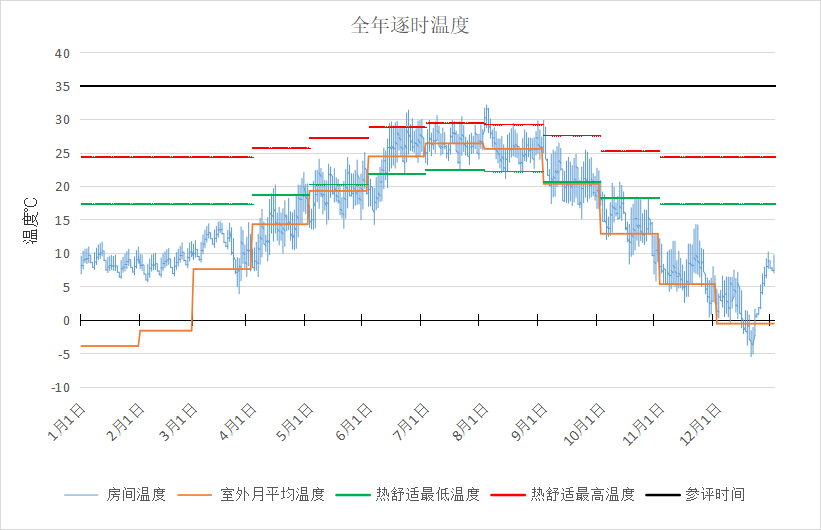 全年逐时温度
40
35
30
25
20
15
10
5
0
-5
-10
温度℃
1月1日
2月1日
3月1日
4月1日
5月1日
6月1日
7月1日
8月1日
9月1日
10月1日
11月1日
12月1日
房间温度 室外月平均温度 热舒适最低温度 热舒适最高温度 参评时间